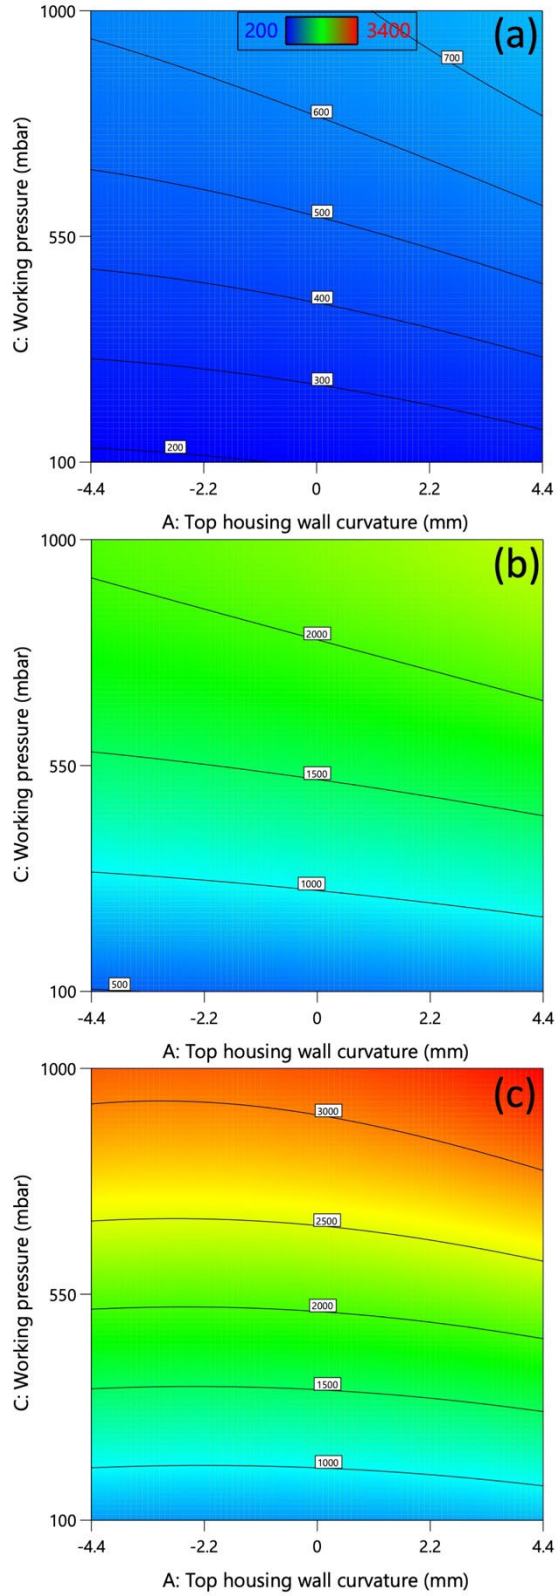 1000
200 3400
(a)
700
600
C: Working pressure (mbar)
500
550
400
300
200
100
-4.4 -2.2 0 2.2 4.4
A: Top housing wall curvature (mm)
1000
(b)
2000
C: Working pressure (mbar)
550
1500
1000
500
100
-4.4 -2.2 0 2.2 4.4
A: Top housing wall curvature (mm)
1000
(c)
3000
C: Working pressure (mbar)
2500
550
2000
1500
1000
100
-4.4 -2.2 0 2.2 4.4
A: Top housing wall curvature (mm)